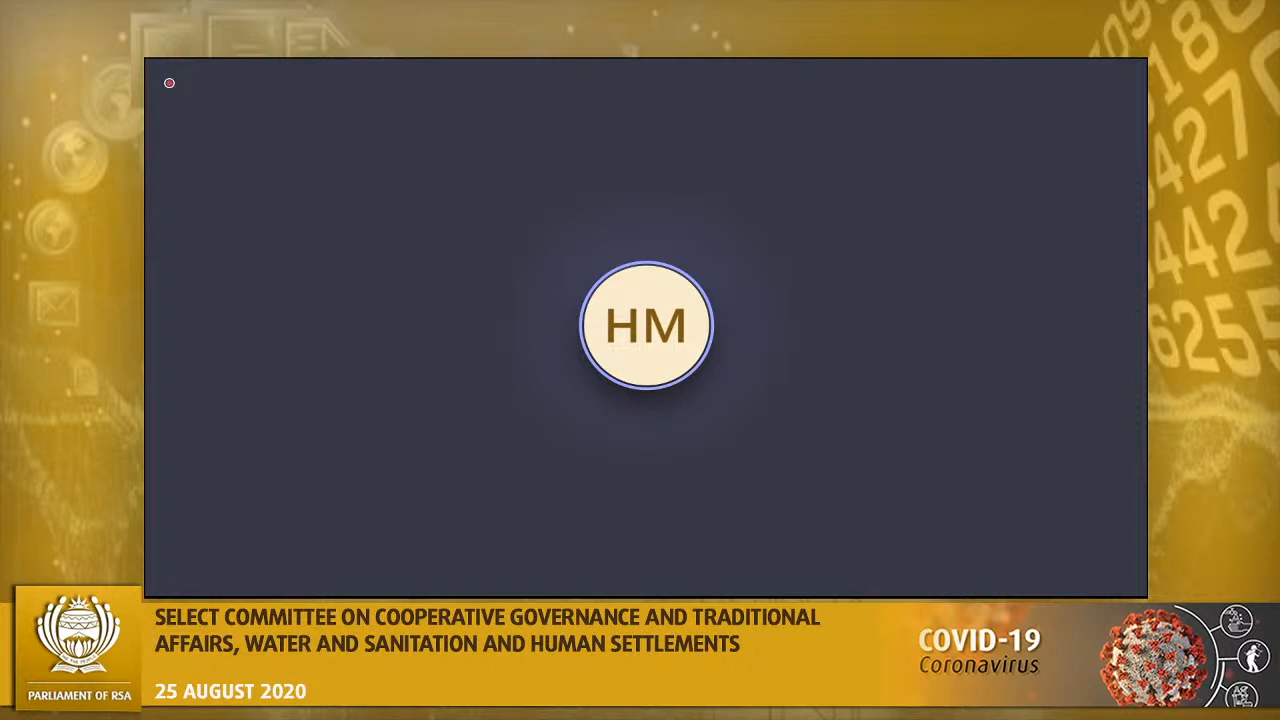 HM
SELECT COMMITTEE ON COOPERATIVE GOVERNANCE AND TRADITIONAL
AFFAIRS, WATER AND SANITATION AND HUMAN SETTLEMENTS
25 AUGUST 2020
PARLIAMENT OF RSA
COVID-19
Coronavirus